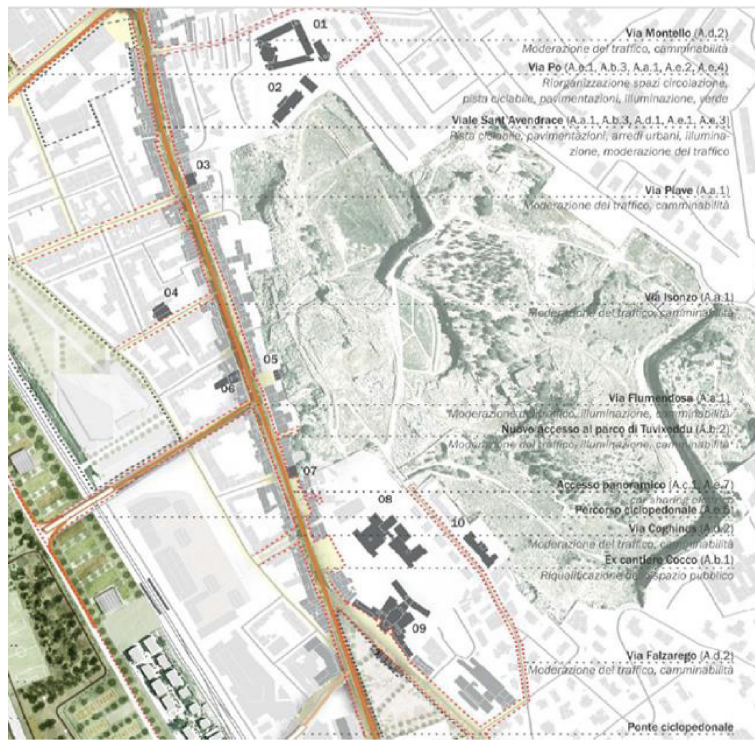 01
Via Montello (A.d.2)
Moderazione del traffico, camminabilità
Via Po (A.e.1, A.b.3, A.a.1, A.e.2, A.e.4)
Riorganizzazione spazi circolazione,
pista ciclabile, pavimentazioni, illuminazione, verde
02
Viale Sant'Avendrace (A.a.1, A.b.3, A.d.1, A.e.1, A.e.3)
Pista ciclabile, pavimentazioni, arredi urbani, illumina-
zione, moderazione del traffico
03
Via Piave (A.a.1)
Moderazione del traffico, camminabilità
04
Via Isonzo (A.a.1)
Moderazione del traffico, camminabilità
05
06
Via Flumendosa (A.a.1)
Moderazione del traffico, illuminazione, camminabilità
Nuovo accesso al parco di Tuvixeddu (A.b.2)
Moderazione del traffico, illuminazione, camminabilità
07
Accesso panoramico (A.c.1, A.e.7)
car sharing
08
Percorso ciclopedonale (A.e.5)
10
Via Coghinas (A.d.2)
Moderazione del traffico, camminabilità
Ex cantiere Cocco (A.b.1)
Riqualificazione dello spazio pubblico
09
Via Falzarego (A.d.2)
Moderazione del traffico, camminabilità
Ponte ciclopedonale